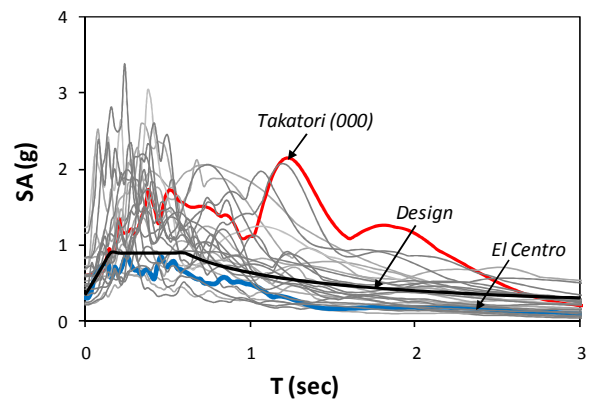 4
3
2
1
0
SA (g)
Takatori (000)
Design
El Centro
0 1 2 3
T (sec)